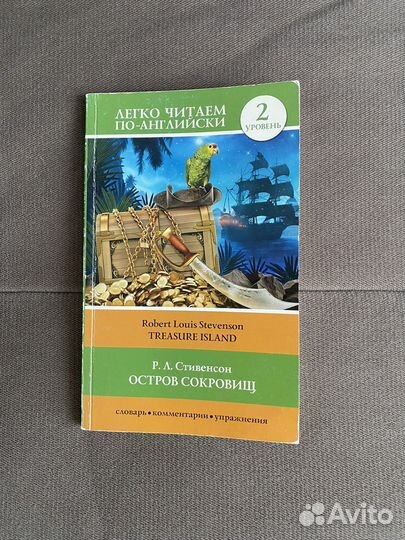 ЛЕГКО ЧИТАЕМ
ПО-АНГЛИЙСКИ
2
УРОВЕНЬ
Robert Louis Stevenson
TREASURE ISLAND
Р. Л. Стивенсон
ОСТРОВ СОКРОВИЩ
словарь • комментарии • упражнения
Avito